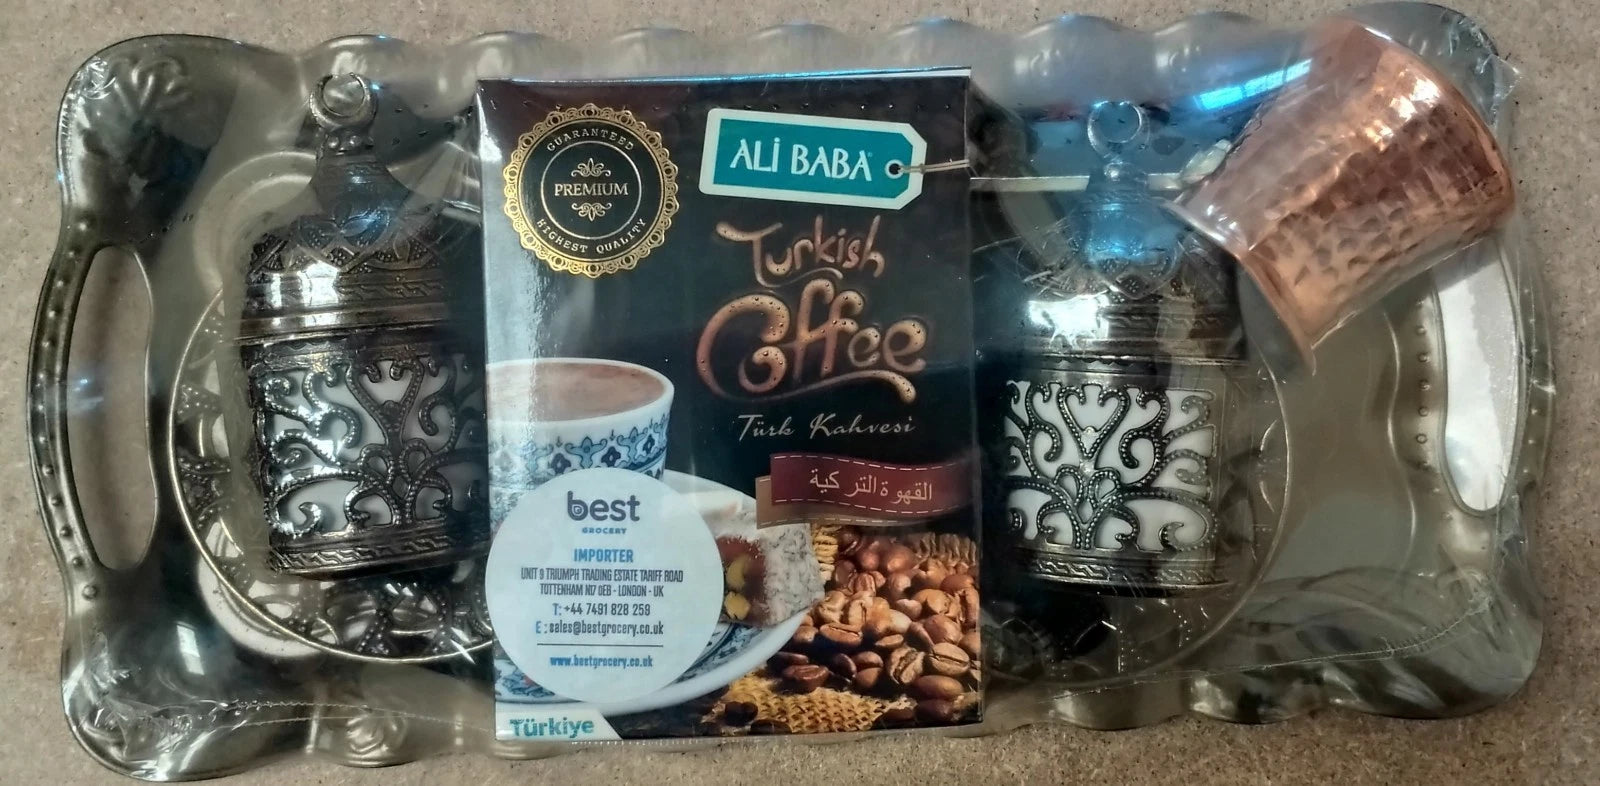 GUARANTEED
PREMIUM
HIGHEST QUALITY
ALİ BABA
Turkish
Coffee
Türk Kahvesi
القهوة التركية
best
GROCERY
IMPORTER
UNIT 9 TRIUMPH TRADING ESTATE TARIFF ROAD
TOTTENHAM N17 0EB - LONDON - UK
T: +44 7491 828 259
E : sales@bestgrocery.co.uk
www.bestgrocery.co.uk
Türkiye